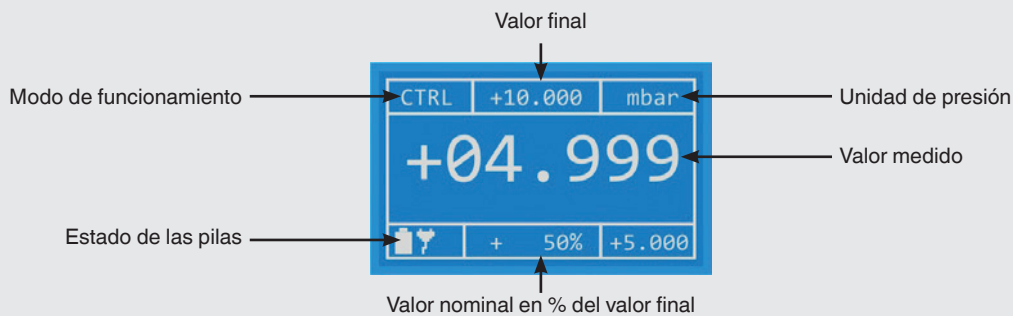 Valor final
Modo de funcionamiento
CTRL
+10.000
mbar
Unidad de presión
+04.999
Valor medido
Estado de las pilas
+ 50%
+5.000
Valor nominal en % del valor final